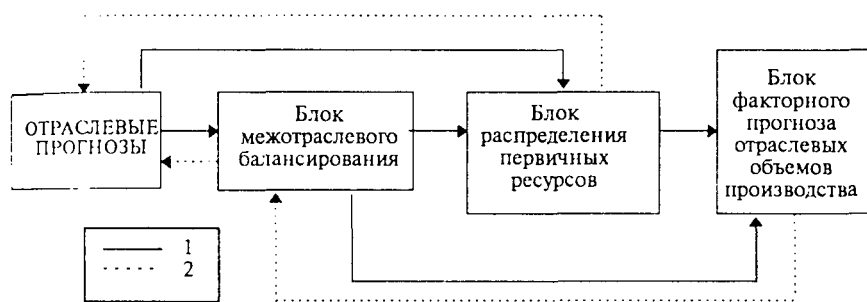 ОТРАСЛЕВЫЕ
ПРОГНОЗЫ
Блок
межотраслевого
балансирования
Блок
распределения
первичных
ресурсов
Блок
факторного
прогноза
отраслевых
объемов
производства
1
2